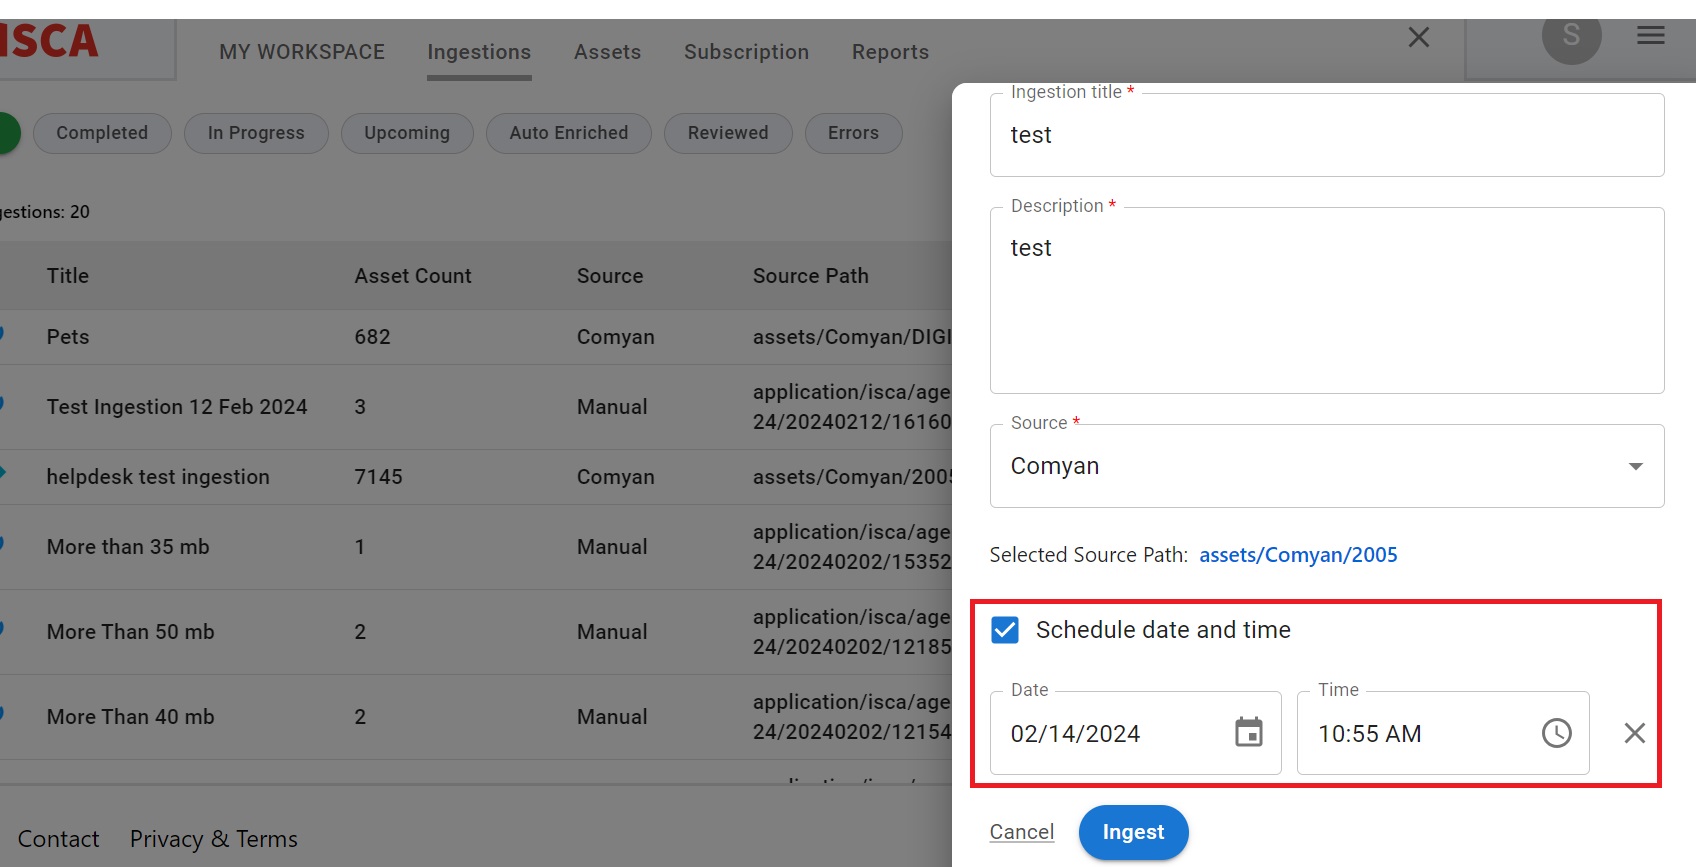 ISCA
MY WORKSPACE Ingestions Assets Subscription Reports
S
Completed In Progress Upcoming Auto Enriched Reviewed Errors
gestions: 20
Title Asset Count Source Source Path
Pets 682 Comyan assets/Comyan/DIGI
Test Ingestion 12 Feb 2024 3 Manual application/isca/age
24/20240212/16160
helpdesk test ingestion 7145 Comyan assets/Comyan/2005
More than 35 mb 1 Manual application/isca/age
24/20240202/15352
More Than 50 mb 2 Manual application/isca/age
24/20240202/12185
More Than 40 mb 2 Manual application/isca/age
24/20240202/12154
Contact Privacy & Terms
Ingestion title *
test
Description *
test
Source *
Comyan
Selected Source Path: assets/Comyan/2005
Schedule date and time
Date Time
02/14/2024 10:55 AM
Cancel Ingest